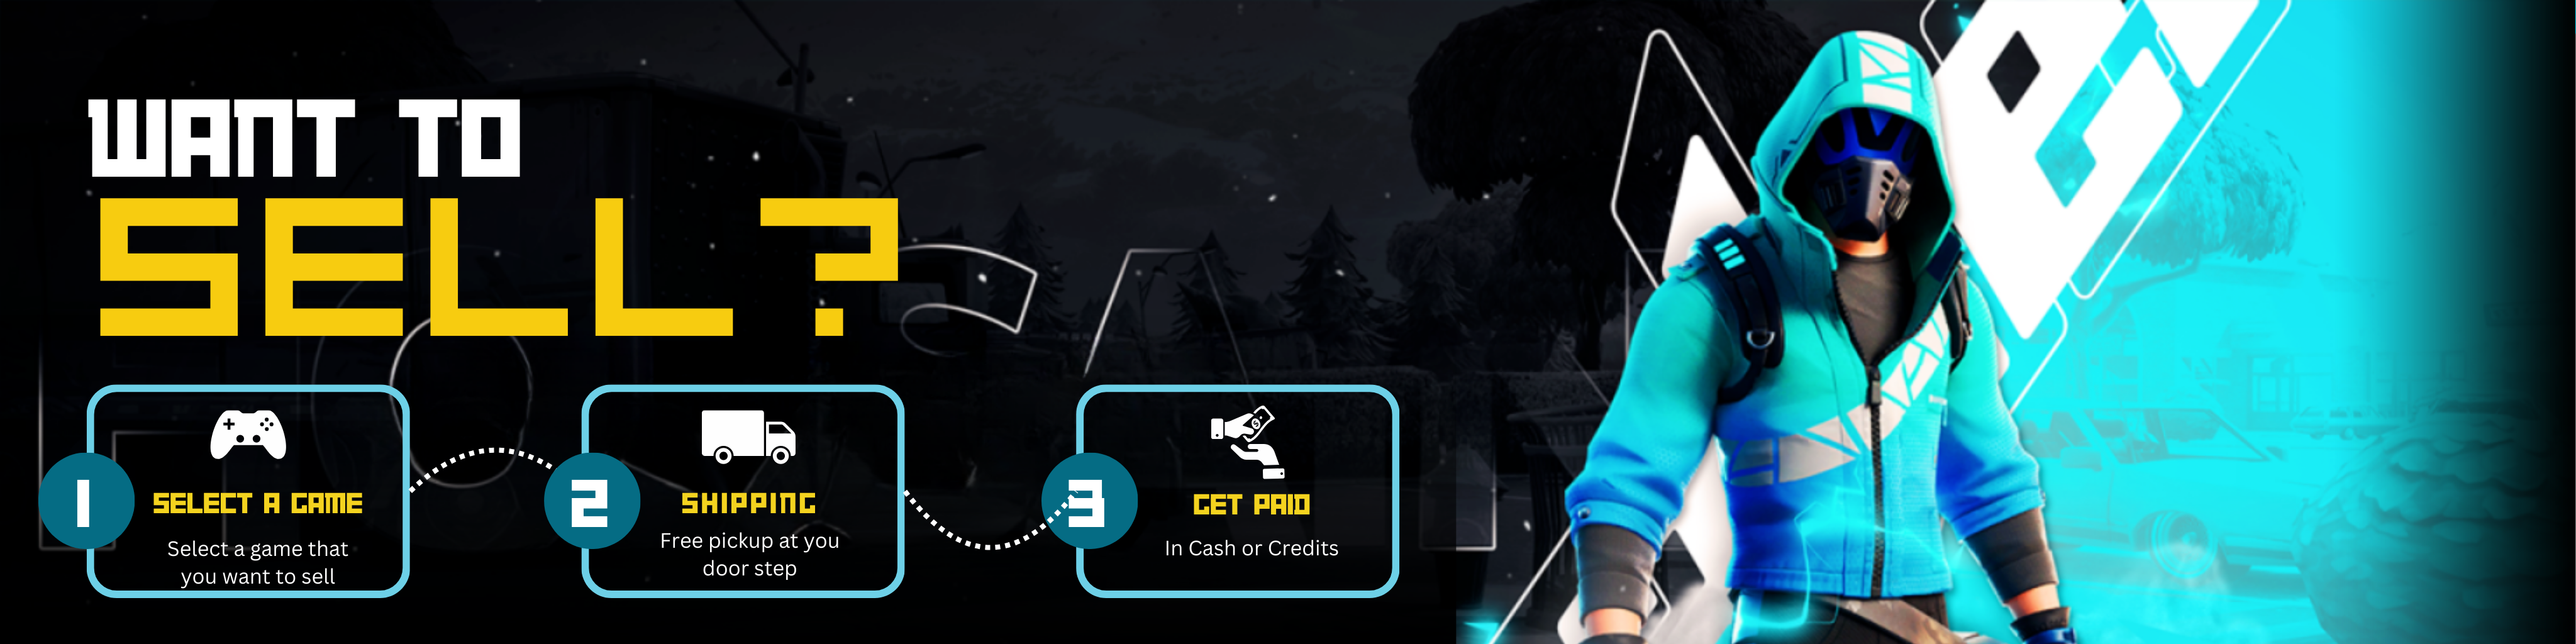 WANT TO
SELL ?
1
SELECT A GAME
Select a game that
you want to sell
2
SHIPPING
Free pickup at you
door step
3
GET PAID
In Cash or Credits